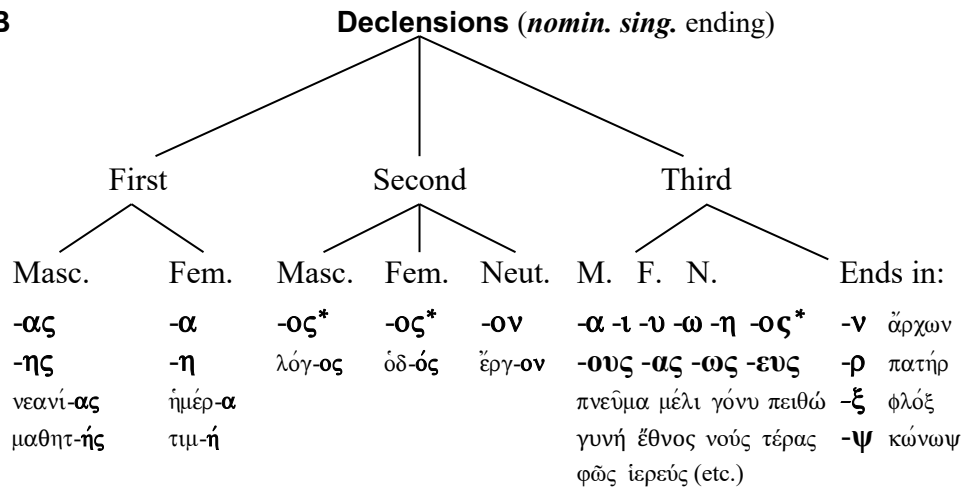 3
Declensions (nomin. sing. ending)
First Second Third
Masc. Fem. Masc. Fem. Neut. M. F. N. Ends in:
-ας -α -ος* -ος* -ον -α -ι -υ -ω -η -ος* -ν ἄρχων
-ης -η λόγ-ος ὁδ-ός ἔργ-ον -ους -ας -ως -ευς -ρ πατήρ
νεανί-ας ἡμέρ-α πνεῦμα μέλι γόνυ πειθώ -ξ φλόξ
μαθητ-ής τιμ-ή γυνή ἔθνος νούς τέρας -ψ κώνωψ
φῶς ἱερεύς (etc.)